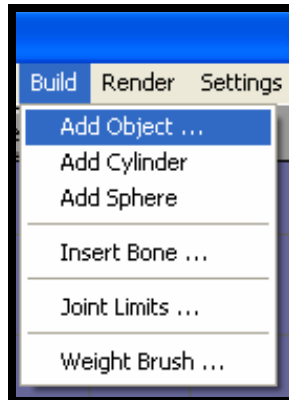 Build Render Settings
Add Object ...
Add Cylinder
Add Sphere
Insert Bone ...
Joint Limits ...
Weight Brush ...